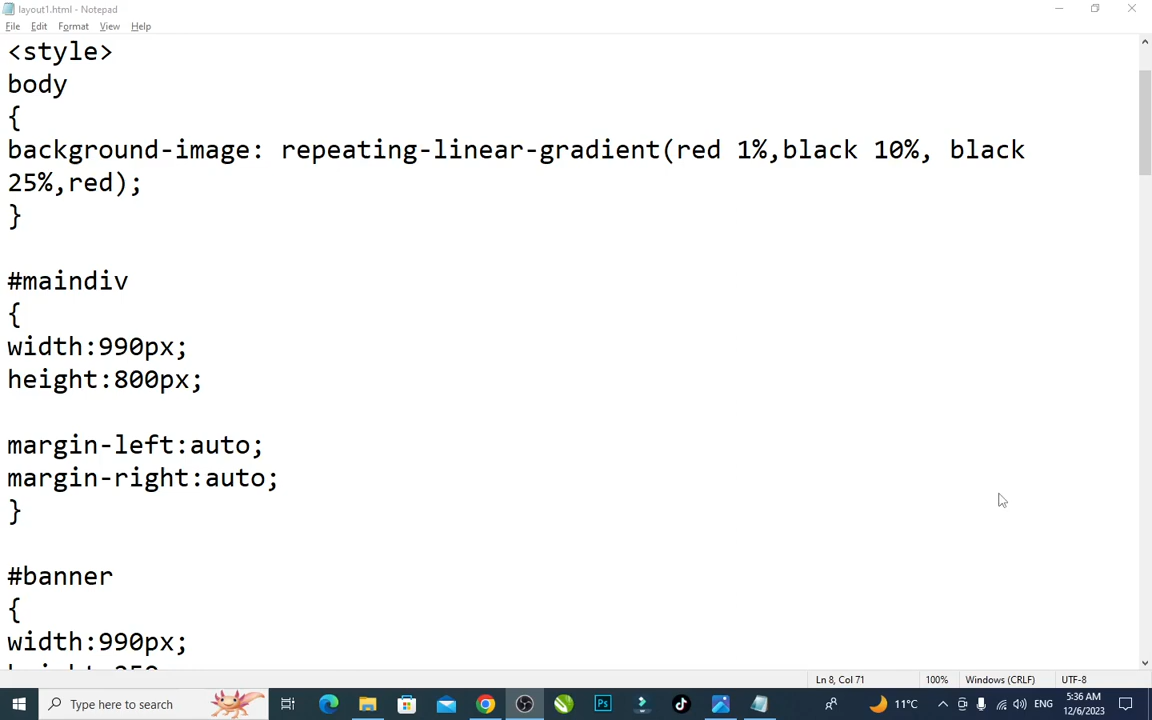 layout1.html - Notepad
File Edit Format View Help
<style>
body
{
background-image: repeating-linear-gradient(red 1%,black 10%, black
25%,red);
}
#maindiv
{
width:990px;
height:800px;
margin-left:auto;
margin-right:auto;
}
#banner
{
width:990px;
Ln 8, Col 71 100% Windows (CRLF) UTF-8
Type here to search Ps 11°C ENG 5:36 AM
12/6/2023